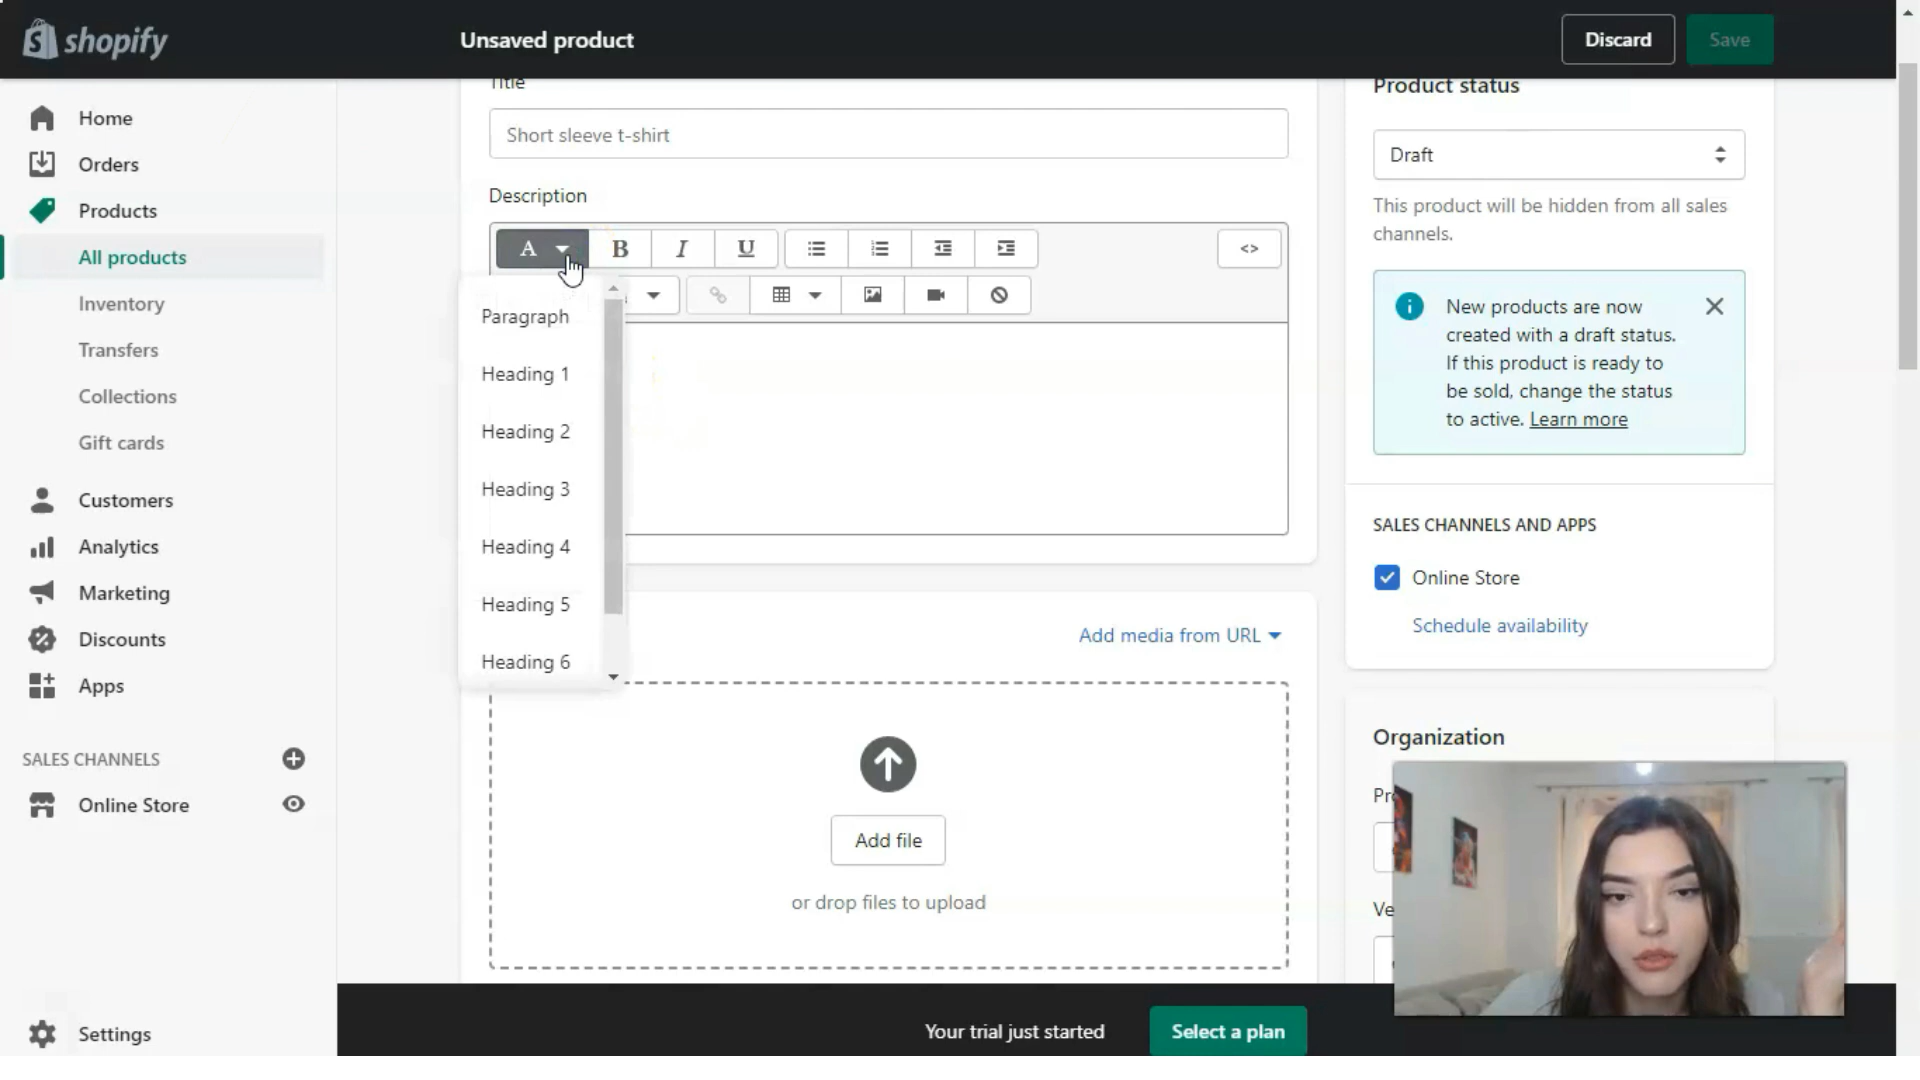 shopify
Unsaved product
Discard
Save
Home
Orders
Products
All products
Inventory
Transfers
Collections
Gift cards
Customers
Analytics
Marketing
Discounts
Apps
SALES CHANNELS
Online Store
Settings
Title
Short sleeve t-shirt
Description
A
B
I
U
<>
Paragraph
Heading 1
Heading 2
Heading 3
Heading 4
Heading 5
Heading 6
Add media from URL
Add file
or drop files to upload
Product status
Draft
This product will be hidden from all sales
channels.
New products are now
created with a draft status.
If this product is ready to
be sold, change the status
to active. Learn more
SALES CHANNELS AND APPS
Online Store
Schedule availability
Organization
Pr
Ve
Your trial just started
Select a plan